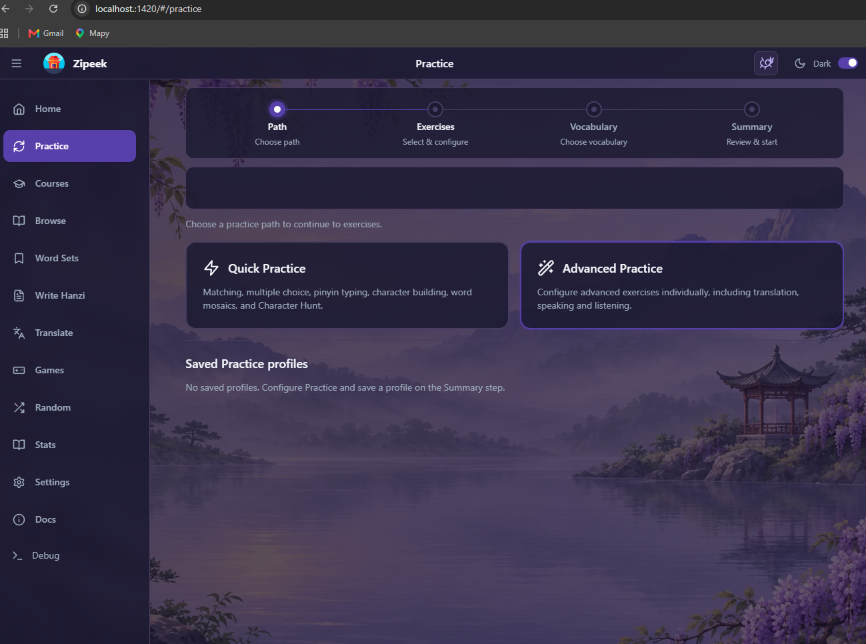 localhost:1420/#/practice
Gmail
Mapy
Zipeek
Practice
Dark
Home
Practice
Courses
Browse
Word Sets
Write Hanzi
Translate
Games
Random
Stats
Settings
Docs
Debug
Path
Exercises
Vocabulary
Summary
Choose path
Select & configure
Choose vocabulary
Review & start
Choose a practice path to continue to exercises.
Quick Practice
Matching, multiple choice, pinyin typing, character building, word
mosaics, and Character Hunt.
Advanced Practice
Configure advanced exercises individually, including translation,
speaking and listening.
Saved Practice profiles
No saved profiles. Configure Practice and save a profile on the Summary step.